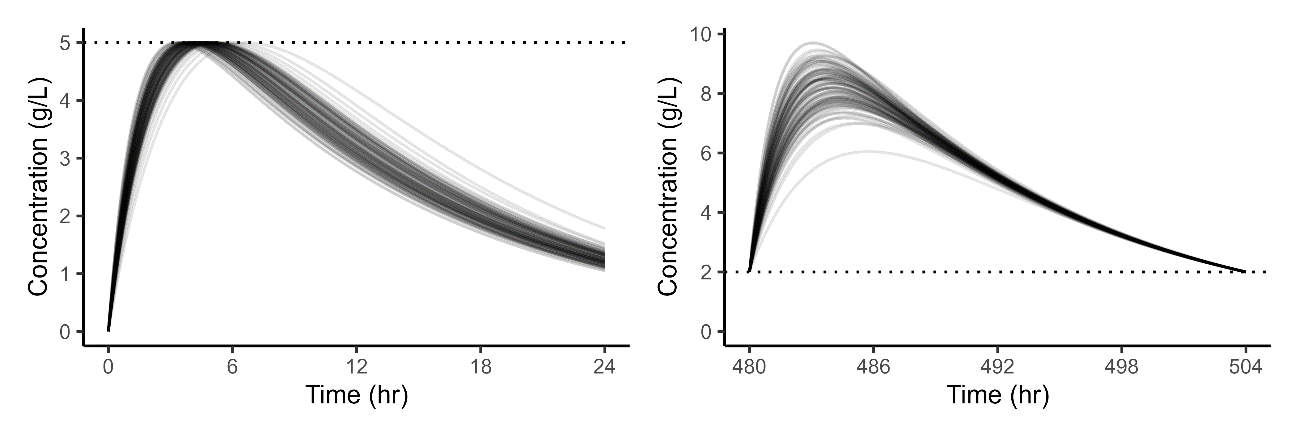 Concentration (g/L)
5
4
3
2
1
0
0 6 12 18 24
Time (hr)
Concentration (g/L)
10
8
6
4
2
0
480 486 492 498 504
Time (hr)